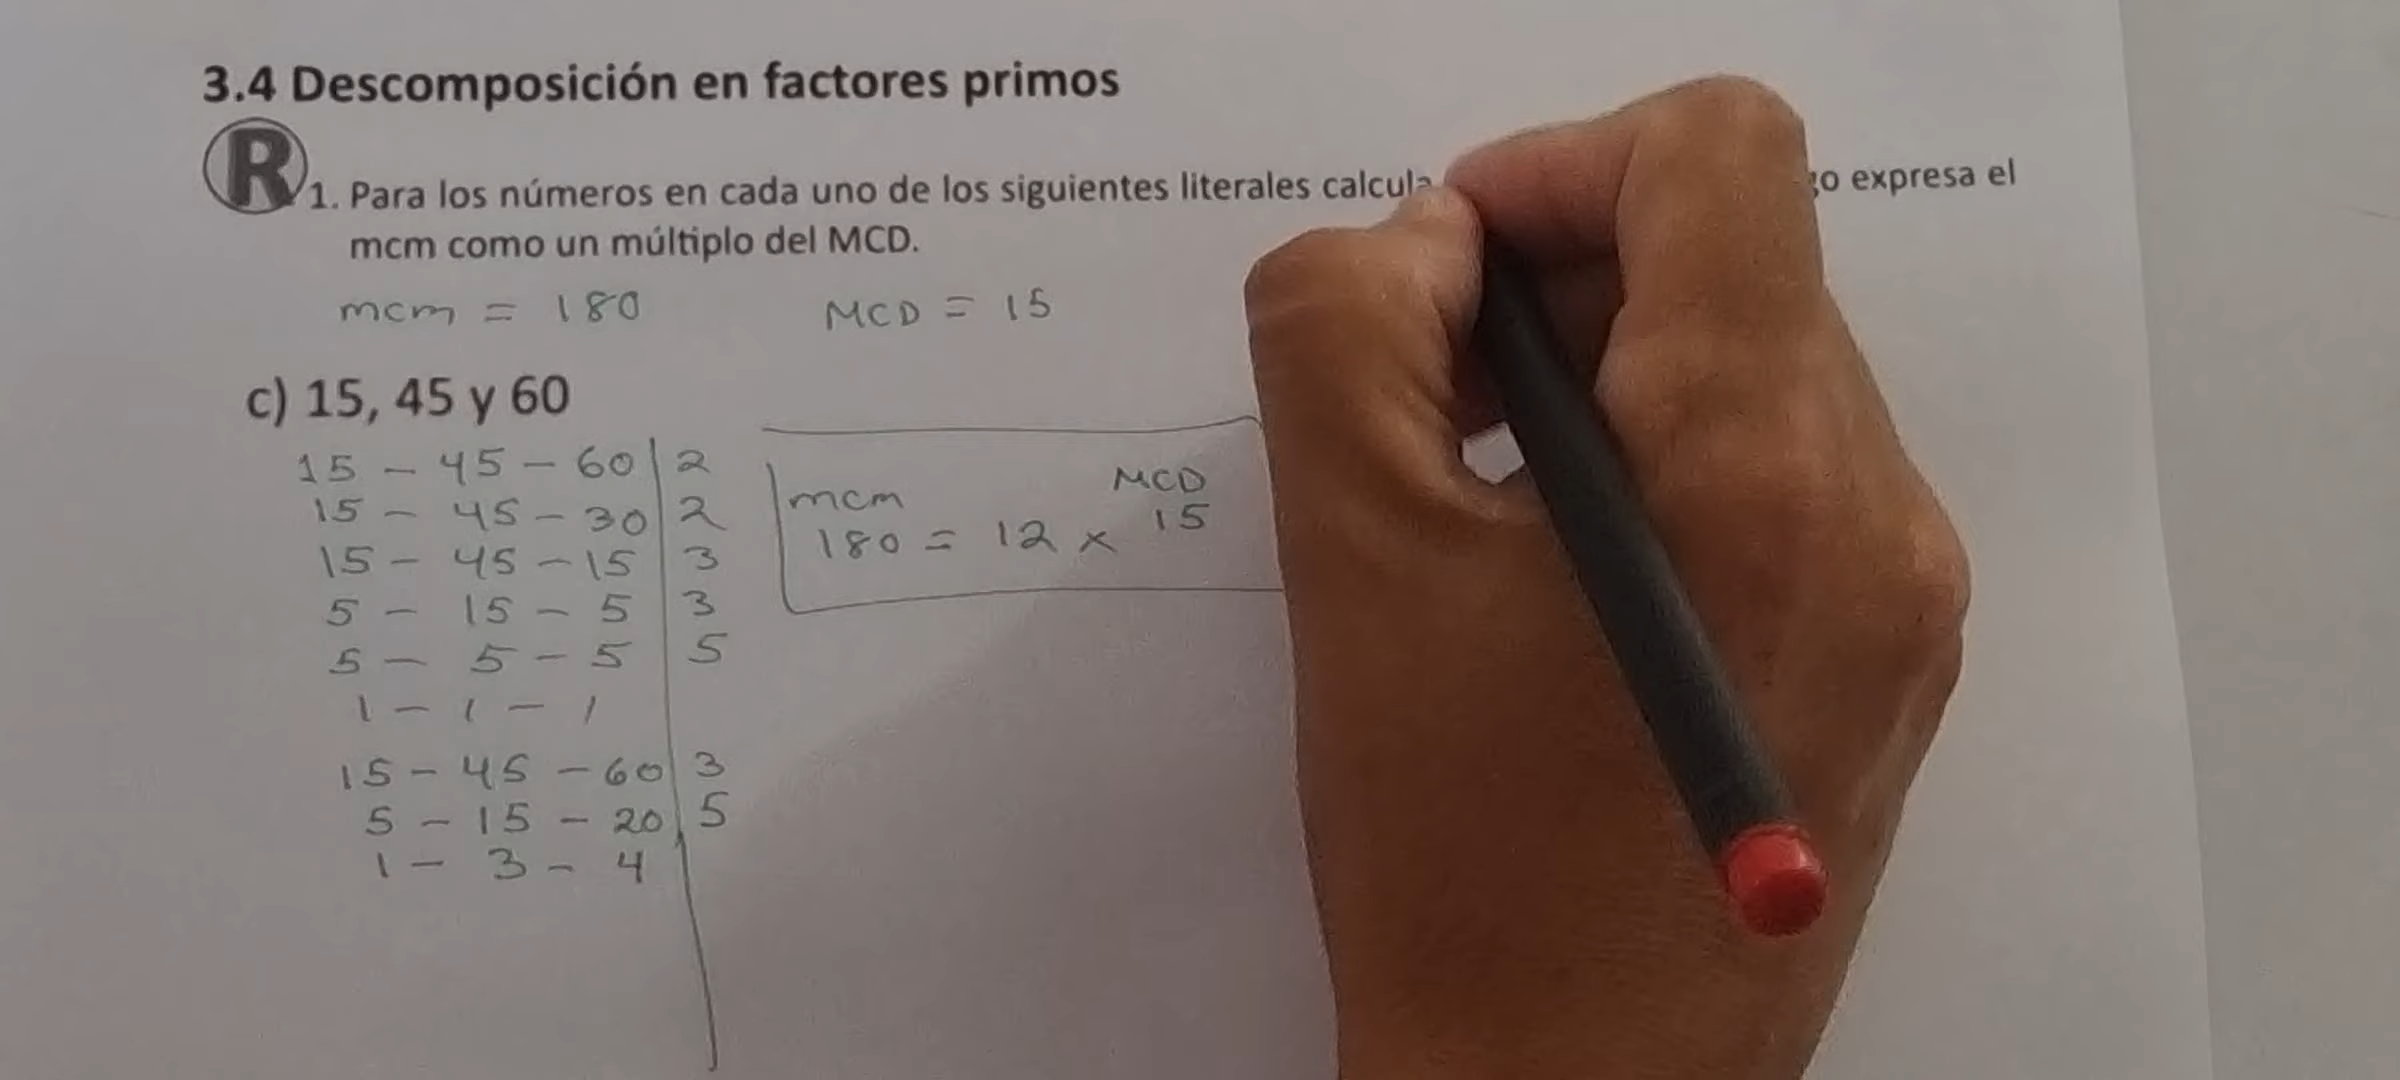 3.4 Descomposición en factores primos
R
1. Para los números en cada uno de los siguientes literales calcula go expresa el
mcm como un múltiplo del MCD.
mcm = 180 MCD = 15
c) 15, 45 y 60
15 - 45 - 60 2
15 - 45 - 30 2
15 - 45 - 15 3
5 - 15 - 5 3
5 - 5 - 5 5
1 - 1 - 1
15 - 45 - 60 3
5 - 15 - 20 5
1 - 3 - 4
mcm MCD
180 = 12 x 15